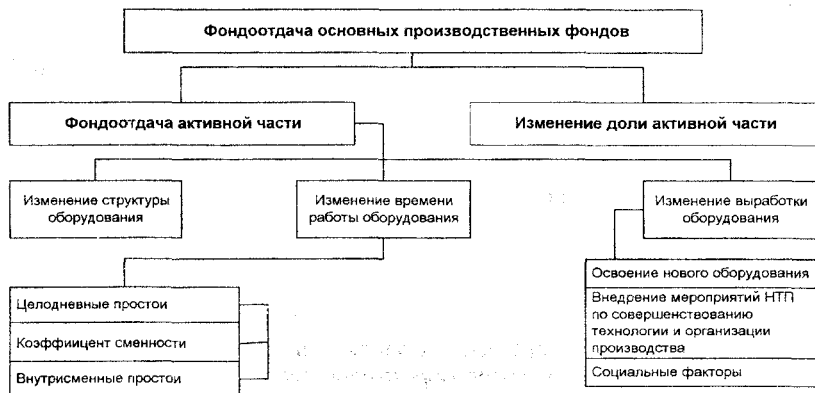 Фондоотдача основных производственных фондов
Фондоотдача активной части
Изменение доли активной части
Изменение структуры
оборудования
Изменение времени
работы оборудования
Изменение выработки
оборудования
Целодневные простои
Коэффиицент сменности
Внутрисменные простои
Освоение нового оборудования
Внедрение мероприятий НТП
по совершенствованию
технологии и организации
производства
Социальные факторы